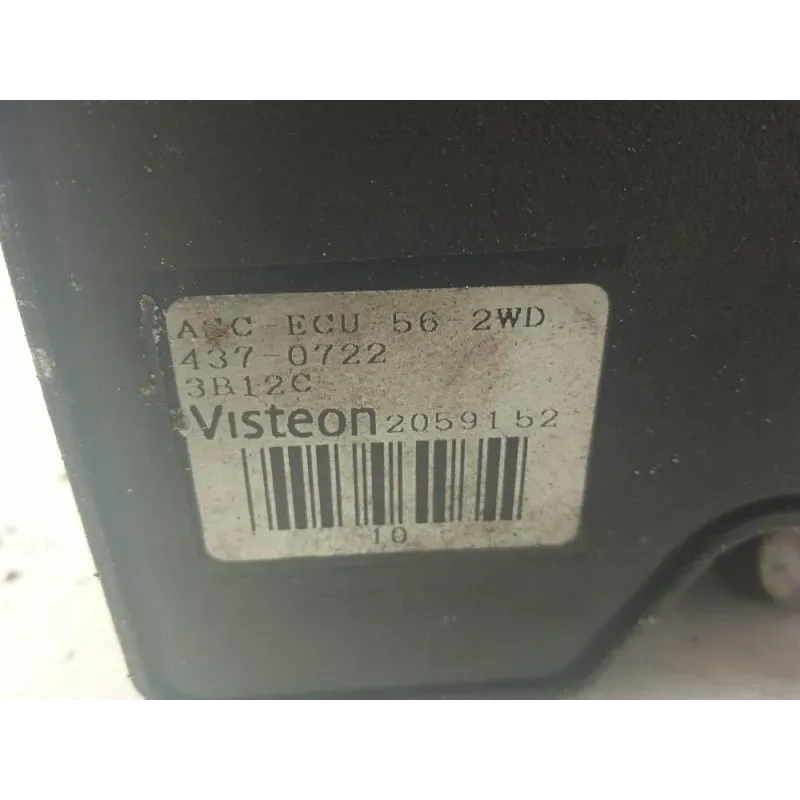 ASC ECU 56-2WD
437-0722
3B12C
Visteon 2059152
10